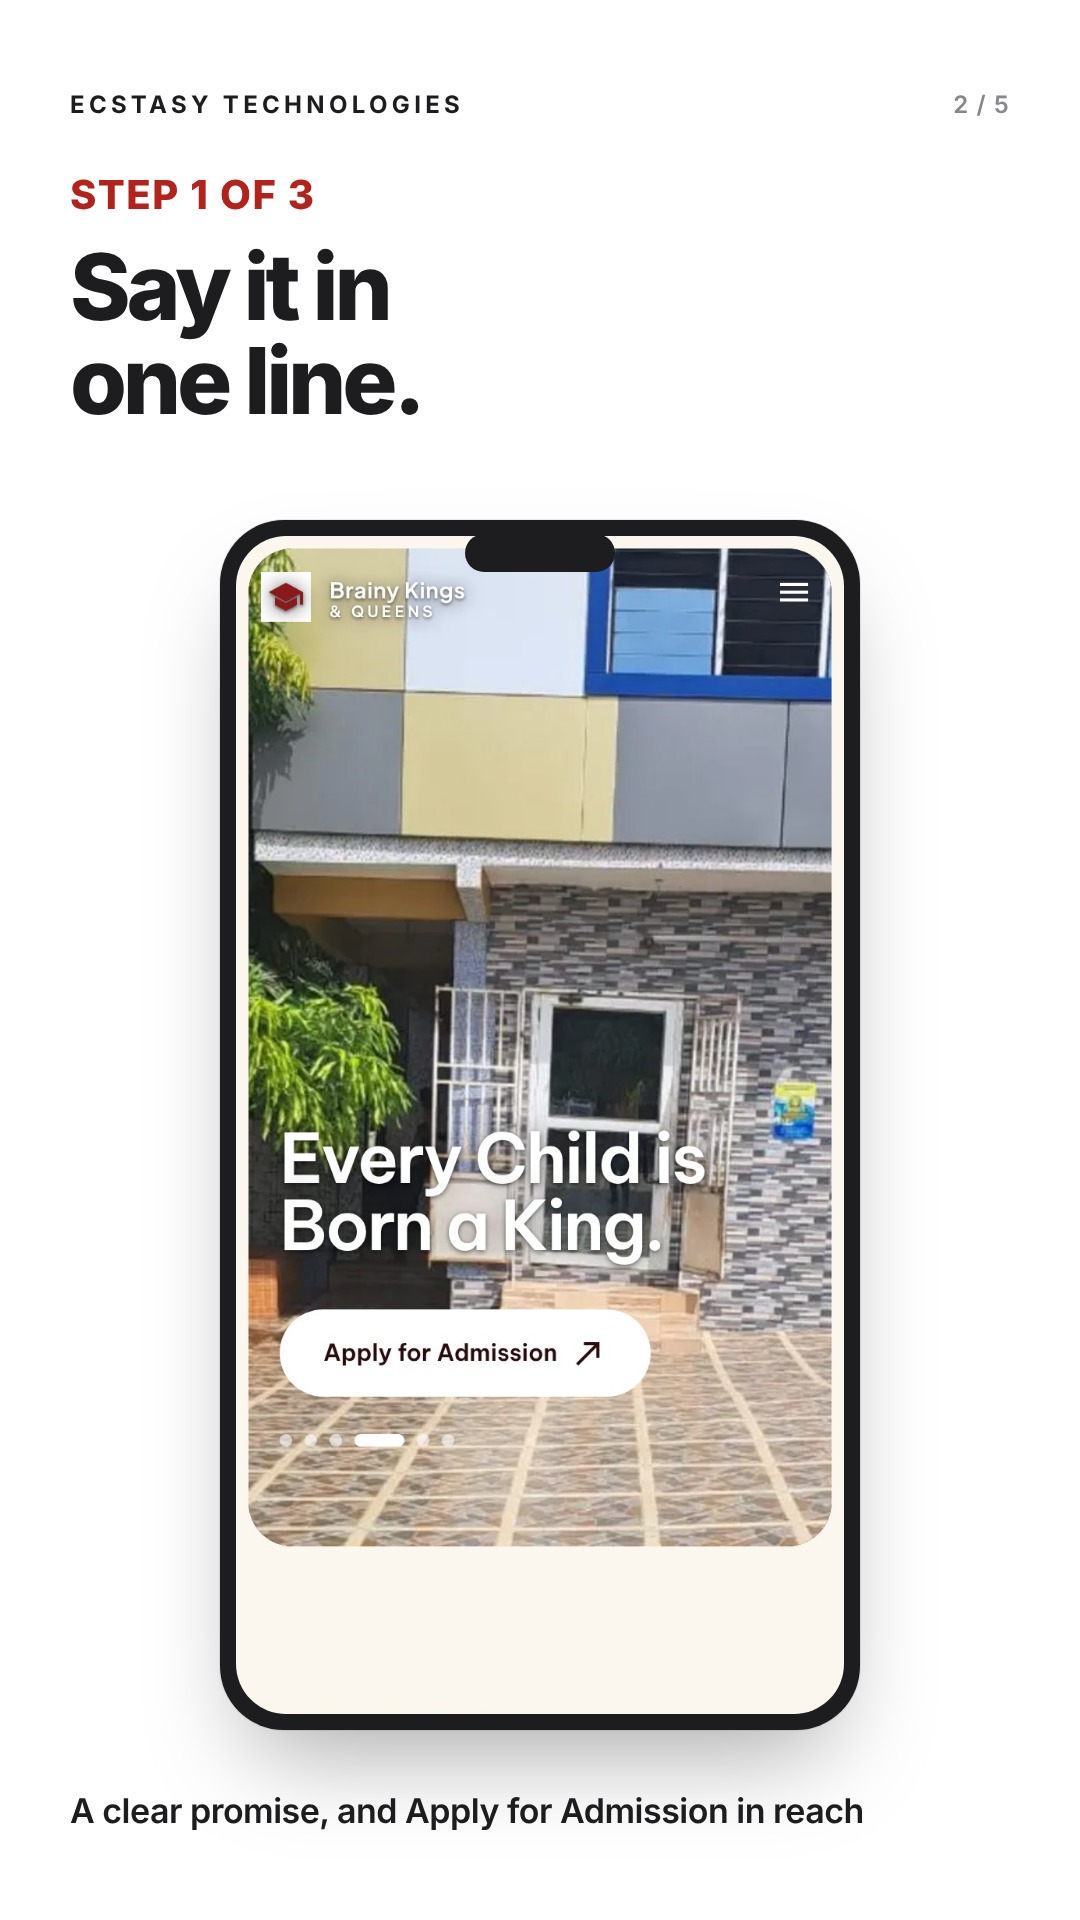 ECSTASY TECHNOLOGIES
2 / 5
STEP 1 OF 3
Say it in
one line.
Brainy Kings
& QUEENS
Every Child is
Born a King.
Apply for Admission
A clear promise, and Apply for Admission in reach